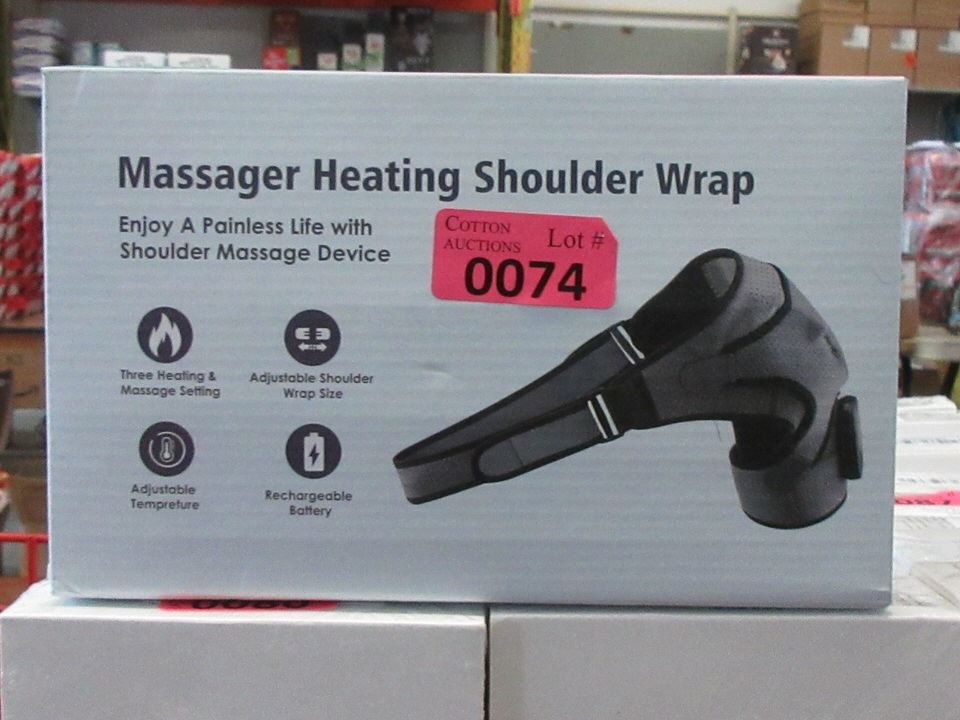 Massager Heating Shoulder Wrap
Enjoy A Painless Life with
Shoulder Massage Device
COTTON
AUCTIONS
Lot #
0074
Three Heating &
Massage Setting
Adjustable Shoulder
Wrap Size
Adjustable
Tempreture
Rechargeable
Battery